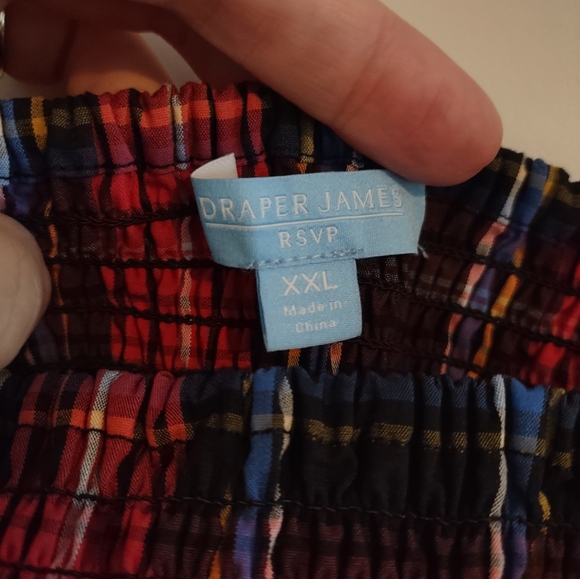 DRAPER JAMES
RSVP
XXL
Made in
China